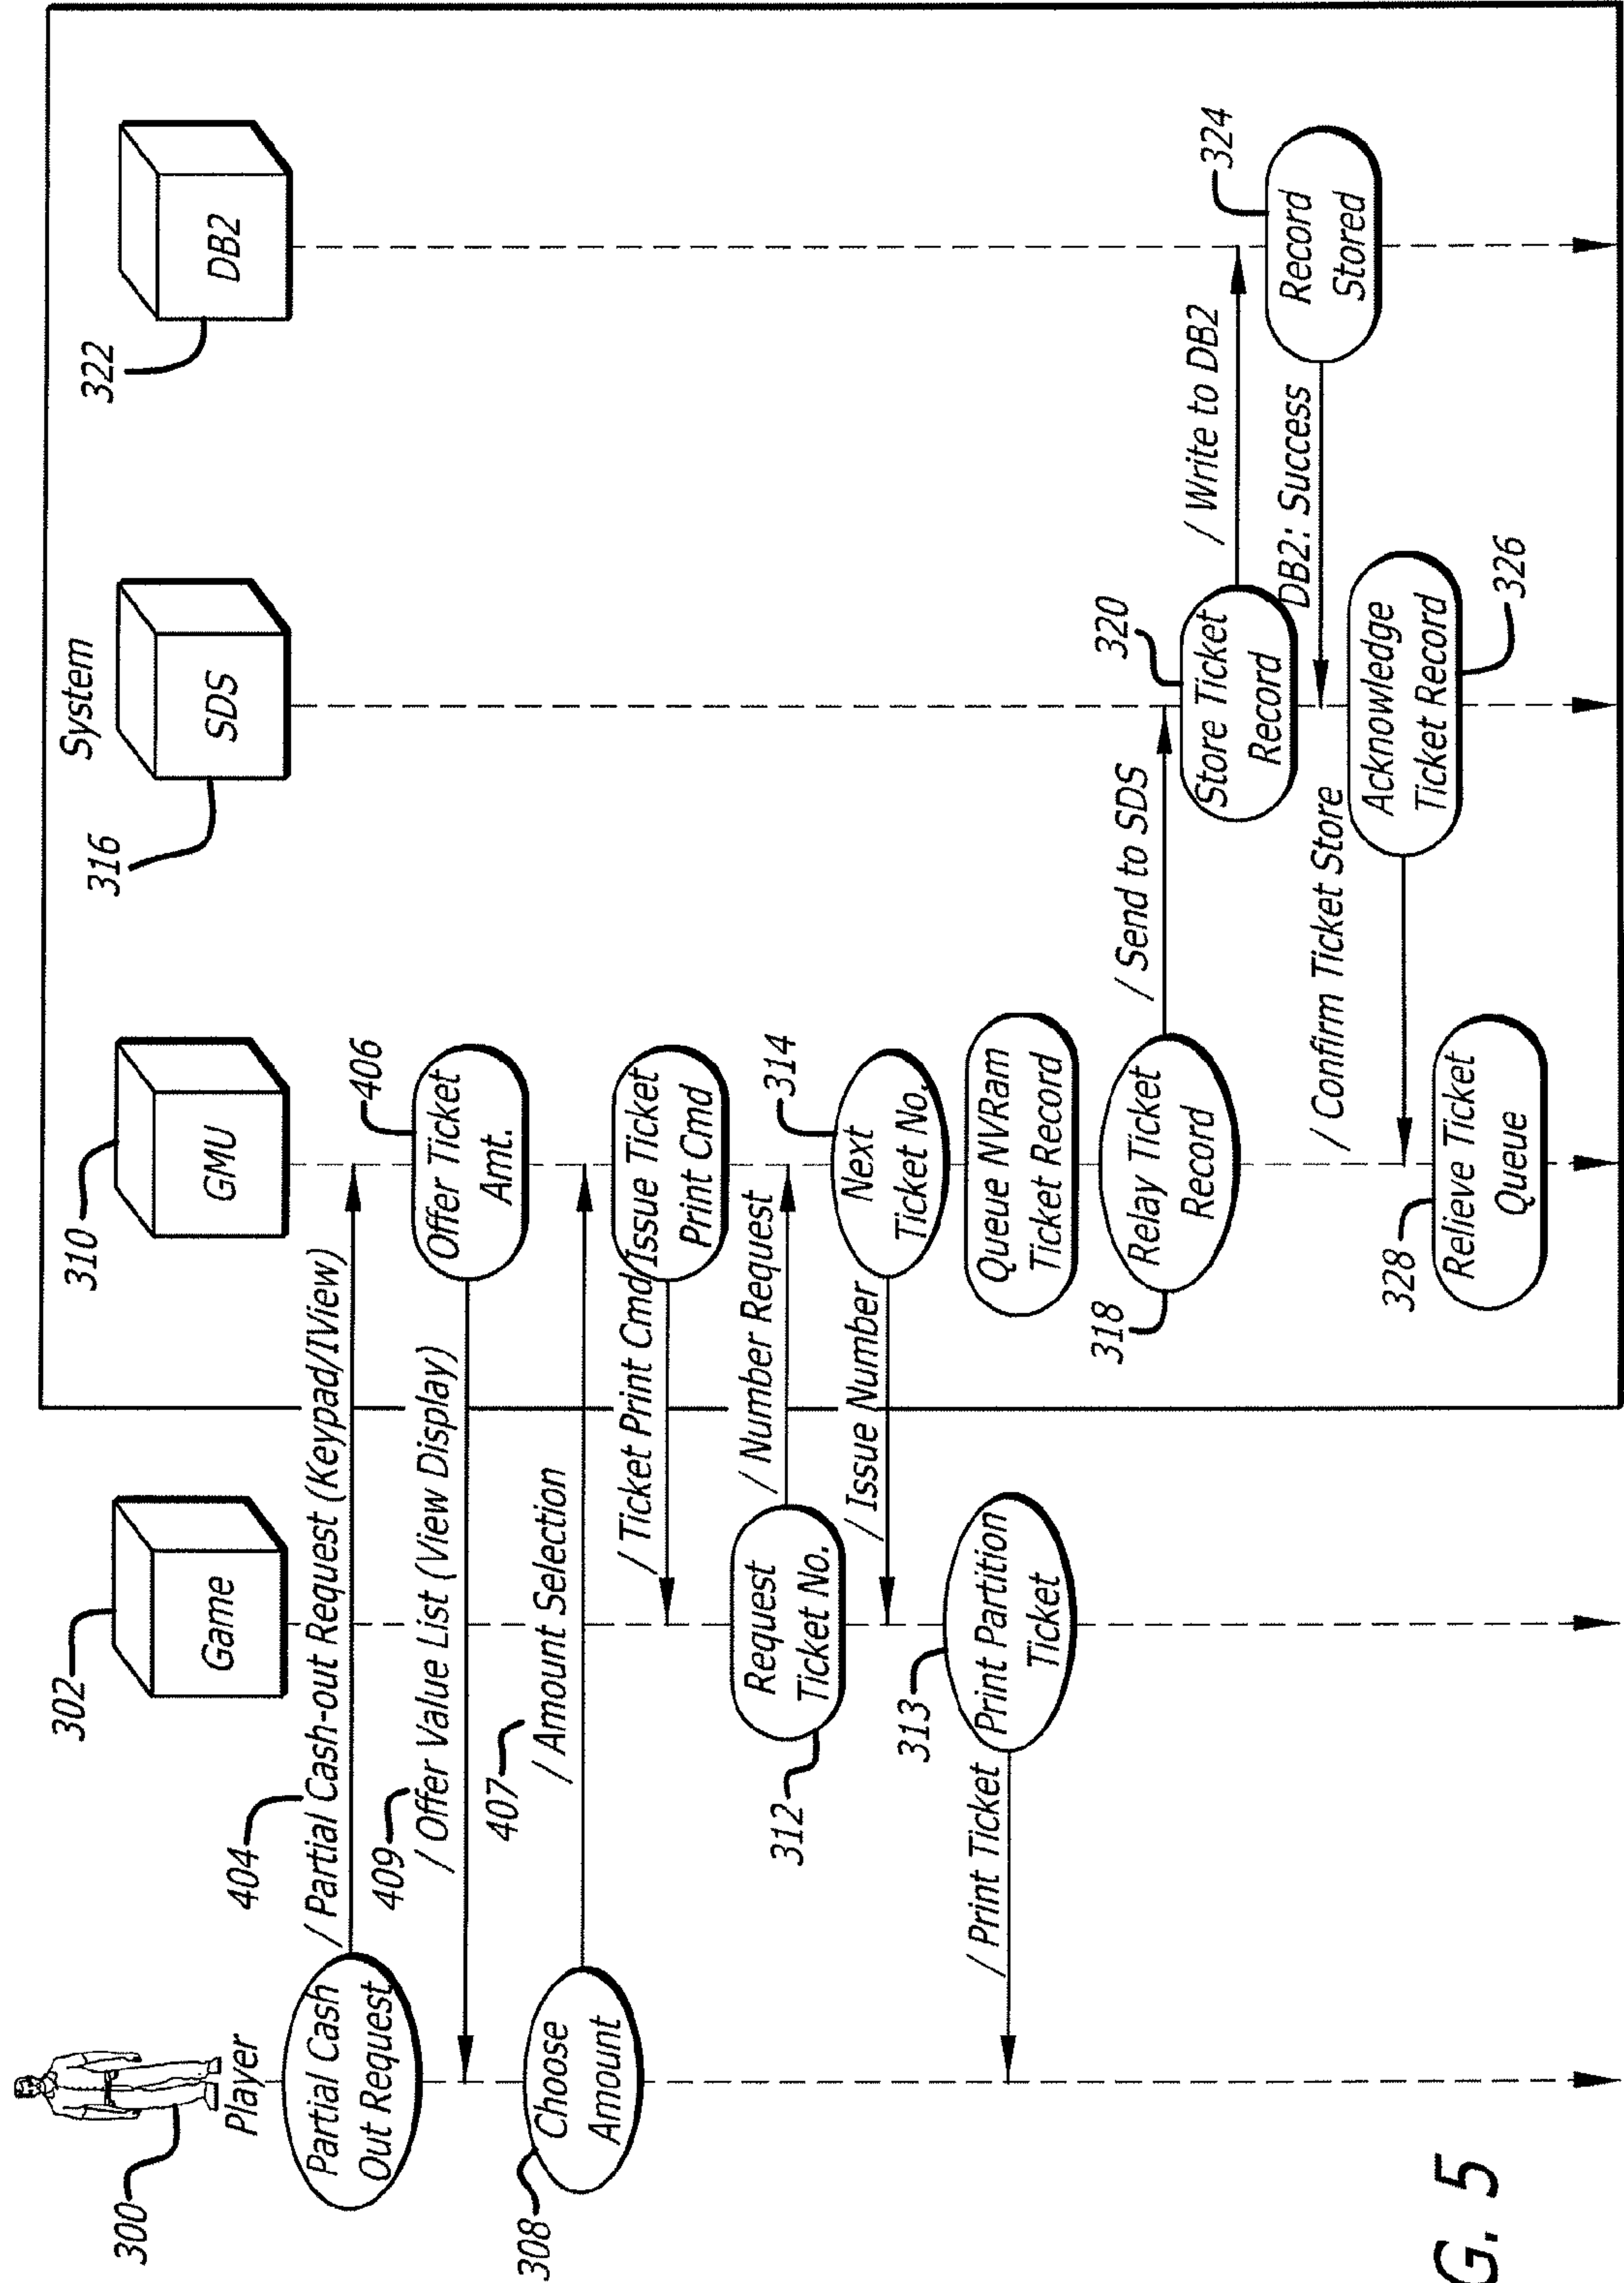 System
300
Player
302
Game
310
GMU
316
SDS
322
DB2
Partial Cash
Out Request
404
/ Partial Cash-out Request (Keypad/IView)
406
Offer Ticket
Amt.
409
/ Offer Value List (View Display)
308
Choose
Amount
407
/ Amount Selection
Issue Ticket
Print Cmd
/ Ticket Print Cmd
312
Request
Ticket No.
/ Number Request
314
Next
Ticket No.
/ Issue Number
313
Print Partition
Ticket
/ Print Ticket
Queue NVRam
Ticket Record
318
Relay Ticket
Record
/ Send to SDS
320
Store Ticket
Record
/ Write to DB2
324
Record
Stored
DB2: Success
326
Acknowledge
Ticket Record
/ Confirm Ticket Store
328
Relieve Ticket
Queue
G. 5